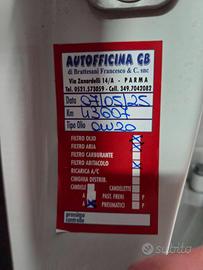 AUTOFFICINA GB
di Brattesani Francesco & C. snc
Via Zanardelli 14/A - PARMA
Tel. 0521.573059 - Cell. 349.7042082
Data 07/05/25
Km 43607
Tipo Olio 0W20
FILTRO OLIO X
FILTRO ARIA
FILTRO CARBURANTE
FILTRO ABITACOLO X
RICARICA A/C
CINGHIA DISTRIB.
CANDELE CANDELETTE
A P PAST. FRENI P
A PNEUMATICI P
prossimo
controllo
Subito